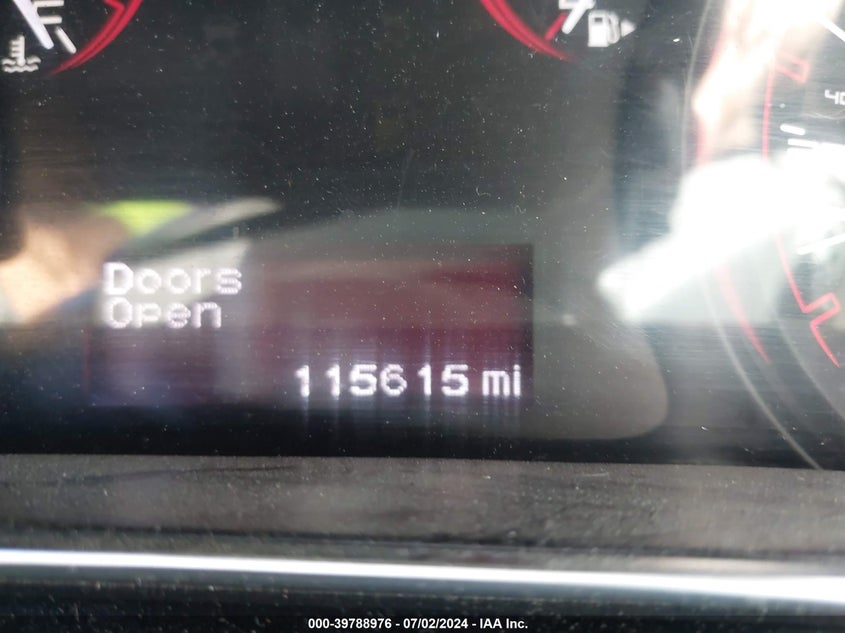 Doors
Open
115615 mi
000-39788976 - 07/02/2024 - IAA Inc.